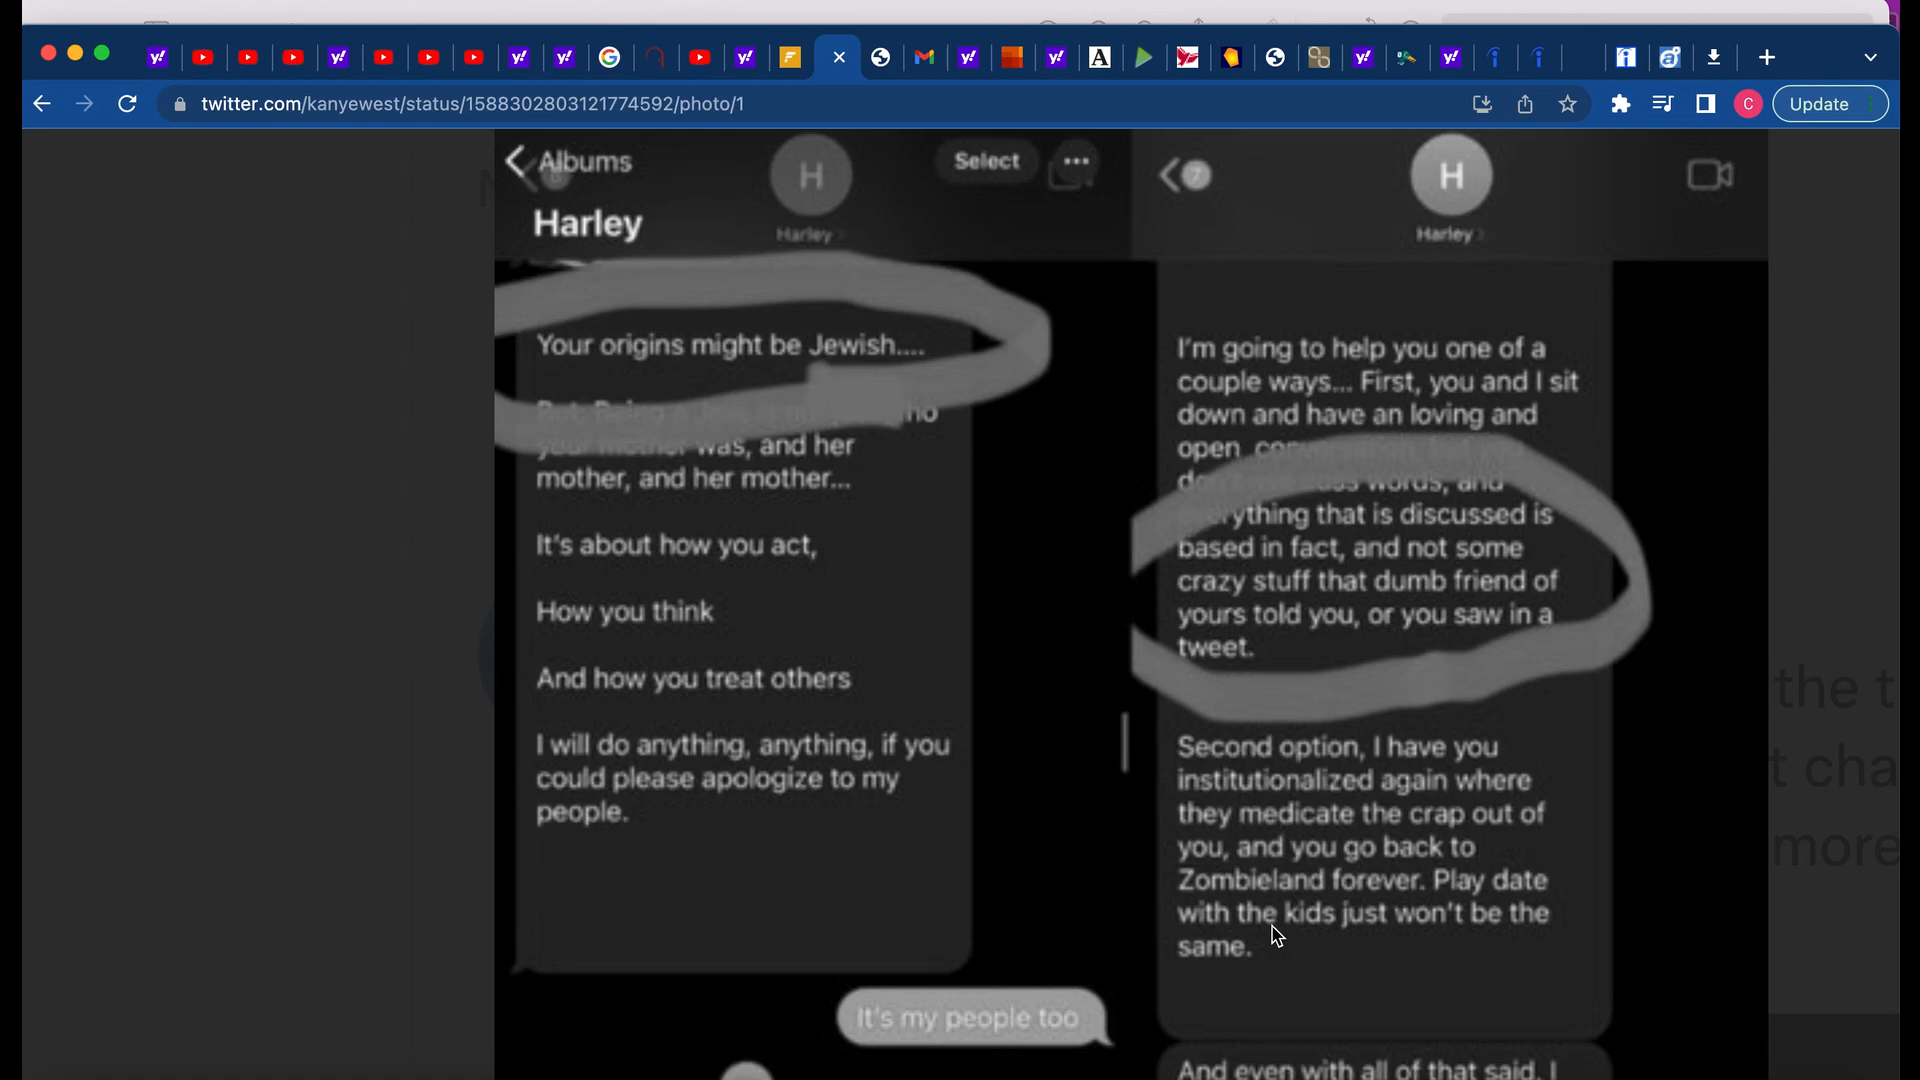 twitter.com/kanyewest/status/1588302803121774592/photo/1
C
Update
Albums
H
Select
Harley
Harley
Your origins might be Jewish....
your mother was, and her
mother, and her mother...
It's about how you act,
How you think
And how you treat others
I will do anything, anything, if you
could please apologize to my
people.
It's my people too
7
H
Harley
I'm going to help you one of a
couple ways... First, you and I sit
down and have an loving and
open
words, and
everything that is discussed is
based in fact, and not some
crazy stuff that dumb friend of
yours told you, or you saw in a
tweet.
Second option, I have you
institutionalized again where
they medicate the crap out of
you, and you go back to
Zombieland forever. Play date
with the kids just won't be the
same.
And even with all of that said, I
the t
t cha
more